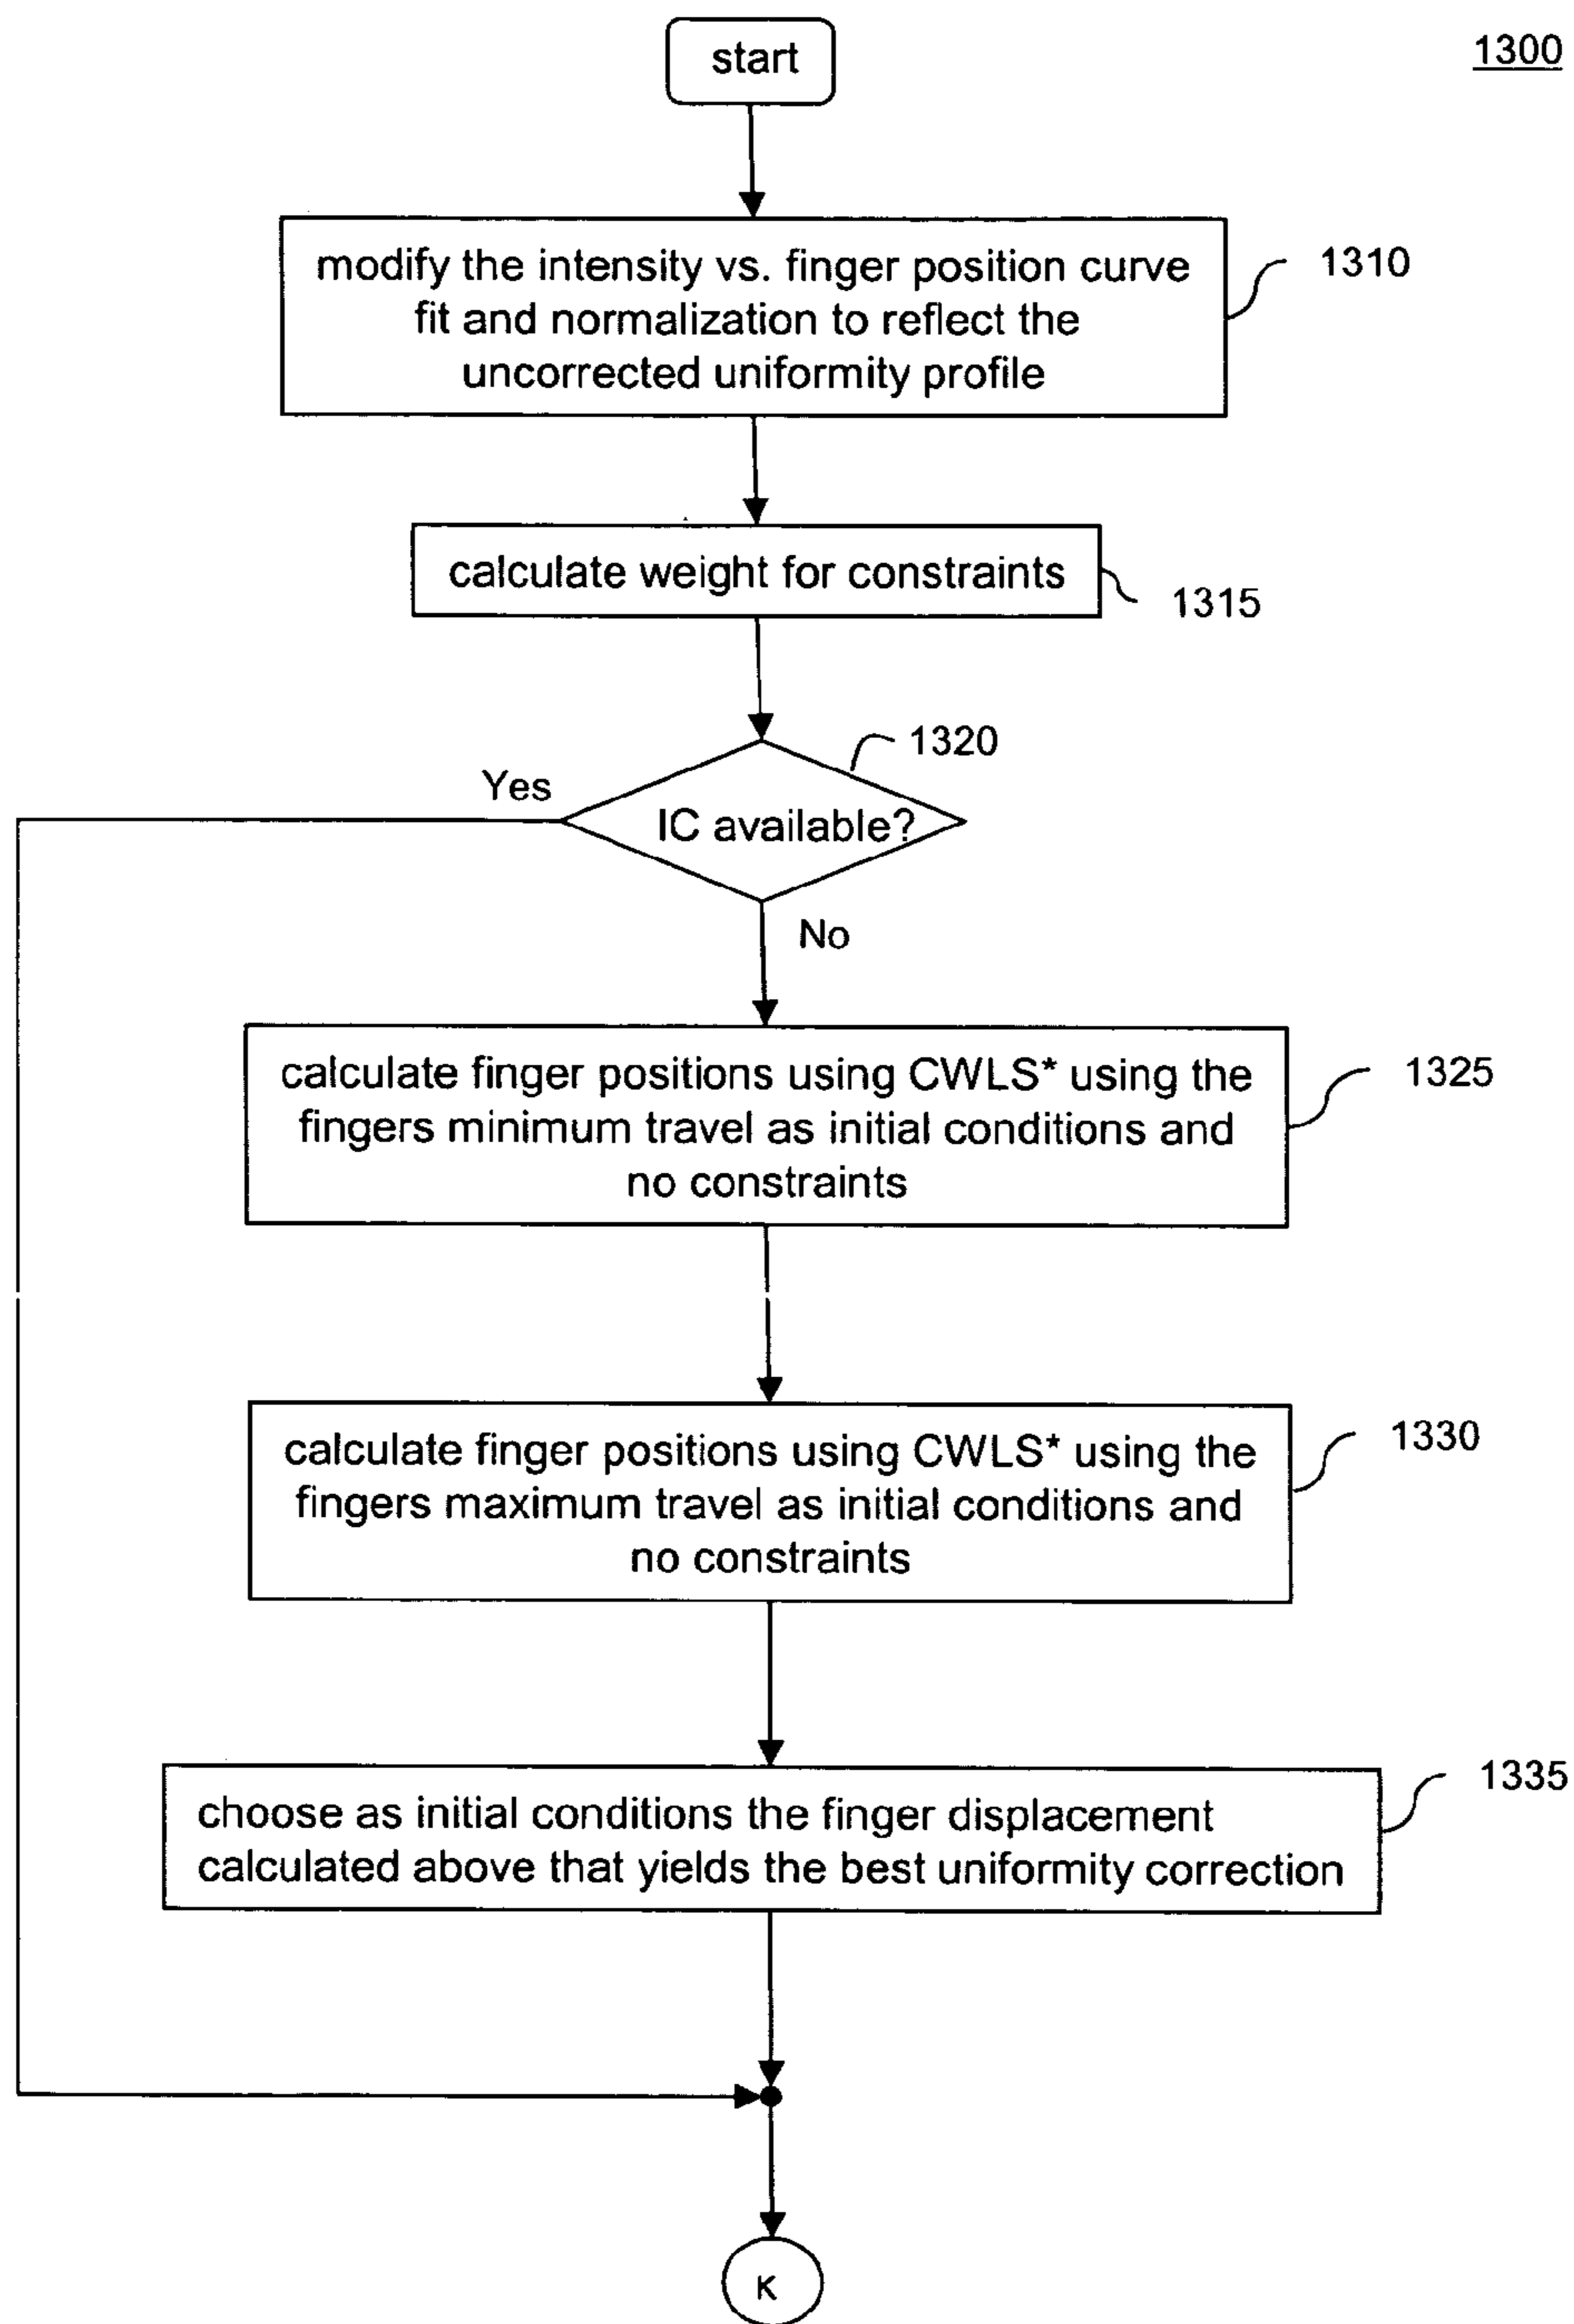 start
1300
modify the intensity vs. finger position curve
fit and normalization to reflect the
uncorrected uniformity profile
1310
calculate weight for constraints
1315
1320
Yes
IC available?
No
calculate finger positions using CWLS* using the
fingers minimum travel as initial conditions and
no constraints
1325
calculate finger positions using CWLS* using the
fingers maximum travel as initial conditions and
no constraints
1330
choose as initial conditions the finger displacement
calculated above that yields the best uniformity correction
1335
K